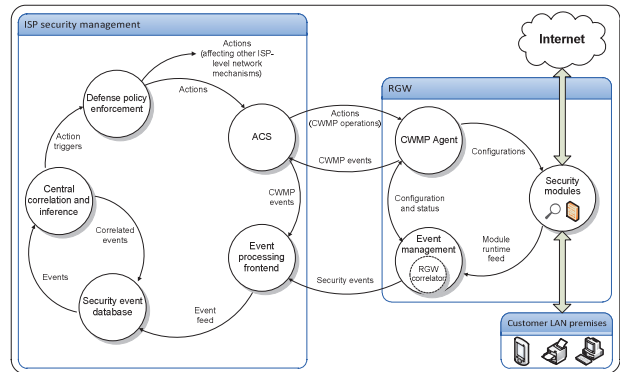 ISP security management
Actions
(affecting other ISP-
level network
mechanisms)
Internet
Defense policy
enforcement
Actions
RGW
Action
triggers
ACS
Actions
(CWMP operations)
CWMP Agent
Configurations
CWMP events
Central
correlation and
inference
CWMP
events
Configuration
and status
Security
modules
Correlated
events
Event
processing
frontend
Event
management
RGW
correlator
Module
runtime
feed
Events
Security events
Security event
database
Event
feed
Customer LAN premises